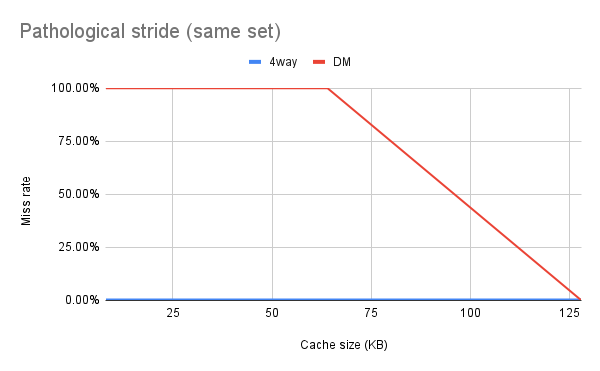 Pathological stride (same set)
4way DM
100.00%
75.00%
50.00%
25.00%
0.00%
Miss rate
25 50 75 100 125
Cache size (KB)